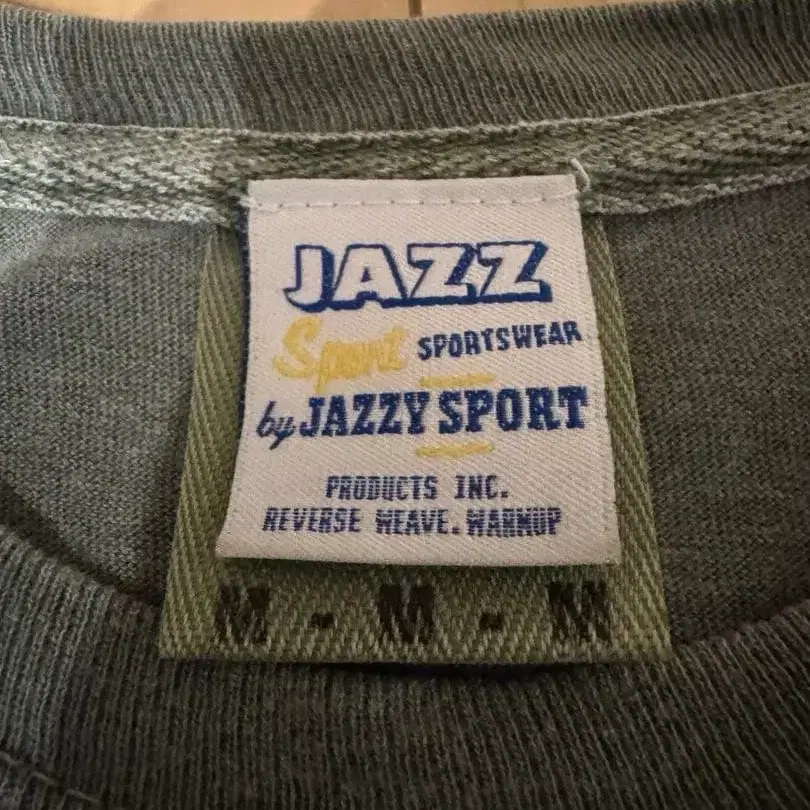 JAZZ
Sport SPORTSWEAR
by JAZZY SPORT
PRODUCTS INC.
REVERSE WEAVE. WARMUP
M - M - M